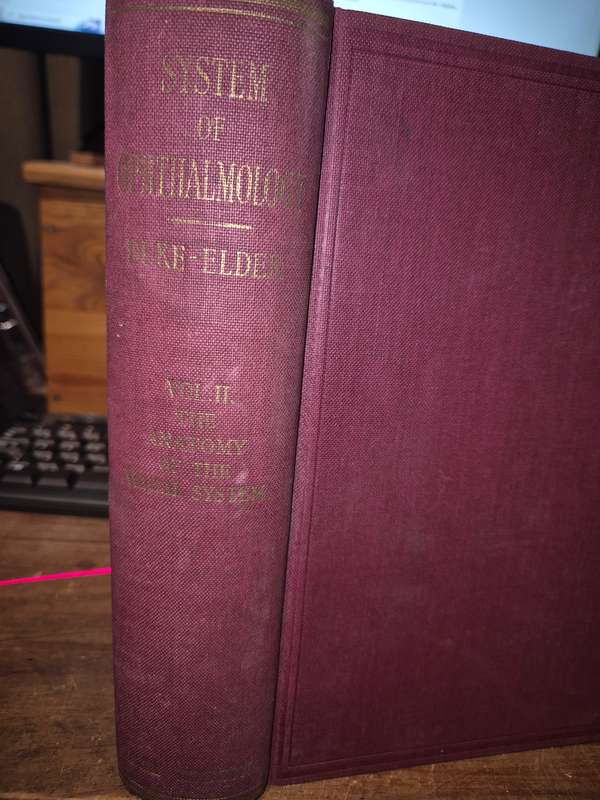 SYSTEM
OF
OPHTHALMOLOGY
DUKE-ELDER
VOL. II
THE
ANATOMY
OF THE
VISUAL SYSTEM